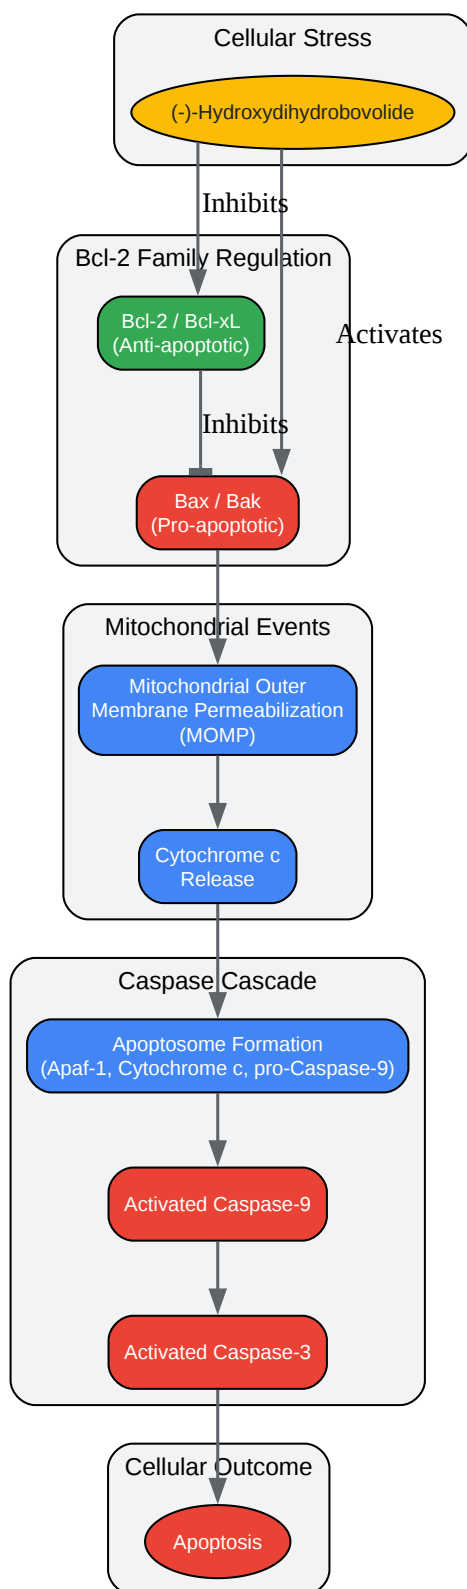 Cellular Stress
(-)-Hydroxydihydrobovolide
Inhibits
Bcl-2 Family Regulation
Bcl-2 / Bcl-xL
(Anti-apoptotic)
Activates
Inhibits
Bax / Bak
(Pro-apoptotic)
Mitochondrial Events
Mitochondrial Outer
Membrane Permeabilization
(MOMP)
Cytochrome c
Release
Caspase Cascade
Apoptosome Formation
(Apaf-1, Cytochrome c, pro-Caspase-9)
Activated Caspase-9
Activated Caspase-3
Cellular Outcome
Apoptosis